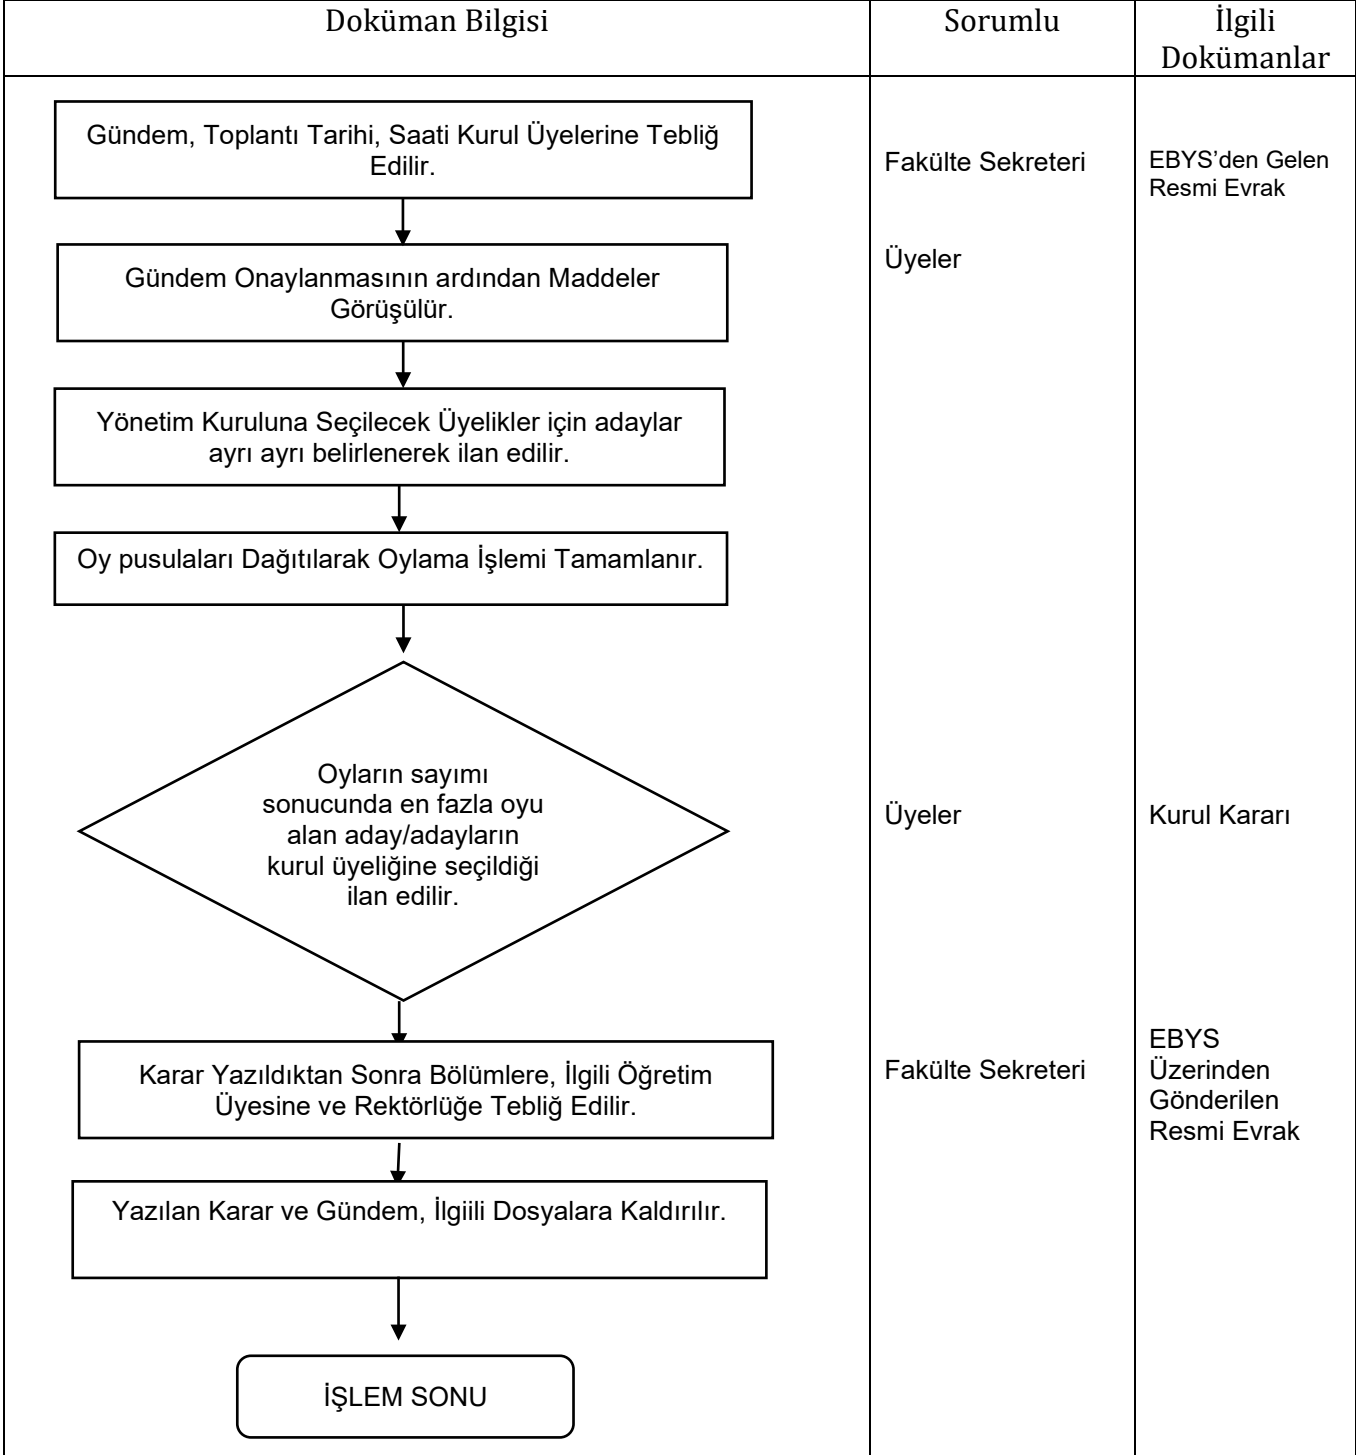 Doküman Bilgisi
Sorumlu
İlgili
Dokümanlar
Gündem, Toplantı Tarihi, Saati Kurul Üyelerine Tebliğ
Edilir.
Fakülte Sekreteri
EBYS’den Gelen
Resmi Evrak
Gündem Onaylanmasının ardından Maddeler
Görüşülür.
Üyeler
Yönetim Kuruluna Seçilecek Üyelikler için adaylar
ayrı ayrı belirlenerek ilan edilir.
Oy pusulaları Dağıtılarak Oylama İşlemi Tamamlanır.
Oyların sayımı
sonucunda en fazla oyu
alan aday/adayların
kurul üyeliğine seçildiği
ilan edilir.
Üyeler
Kurul Kararı
Karar Yazıldıktan Sonra Bölümlere, İlgili Öğretim
Üyesine ve Rektörlüğe Tebliğ Edilir.
Fakülte Sekreteri
EBYS
Üzerinden
Gönderilen
Resmi Evrak
Yazılan Karar ve Gündem, İlgiili Dosyalara Kaldırılır.
İŞLEM SONU